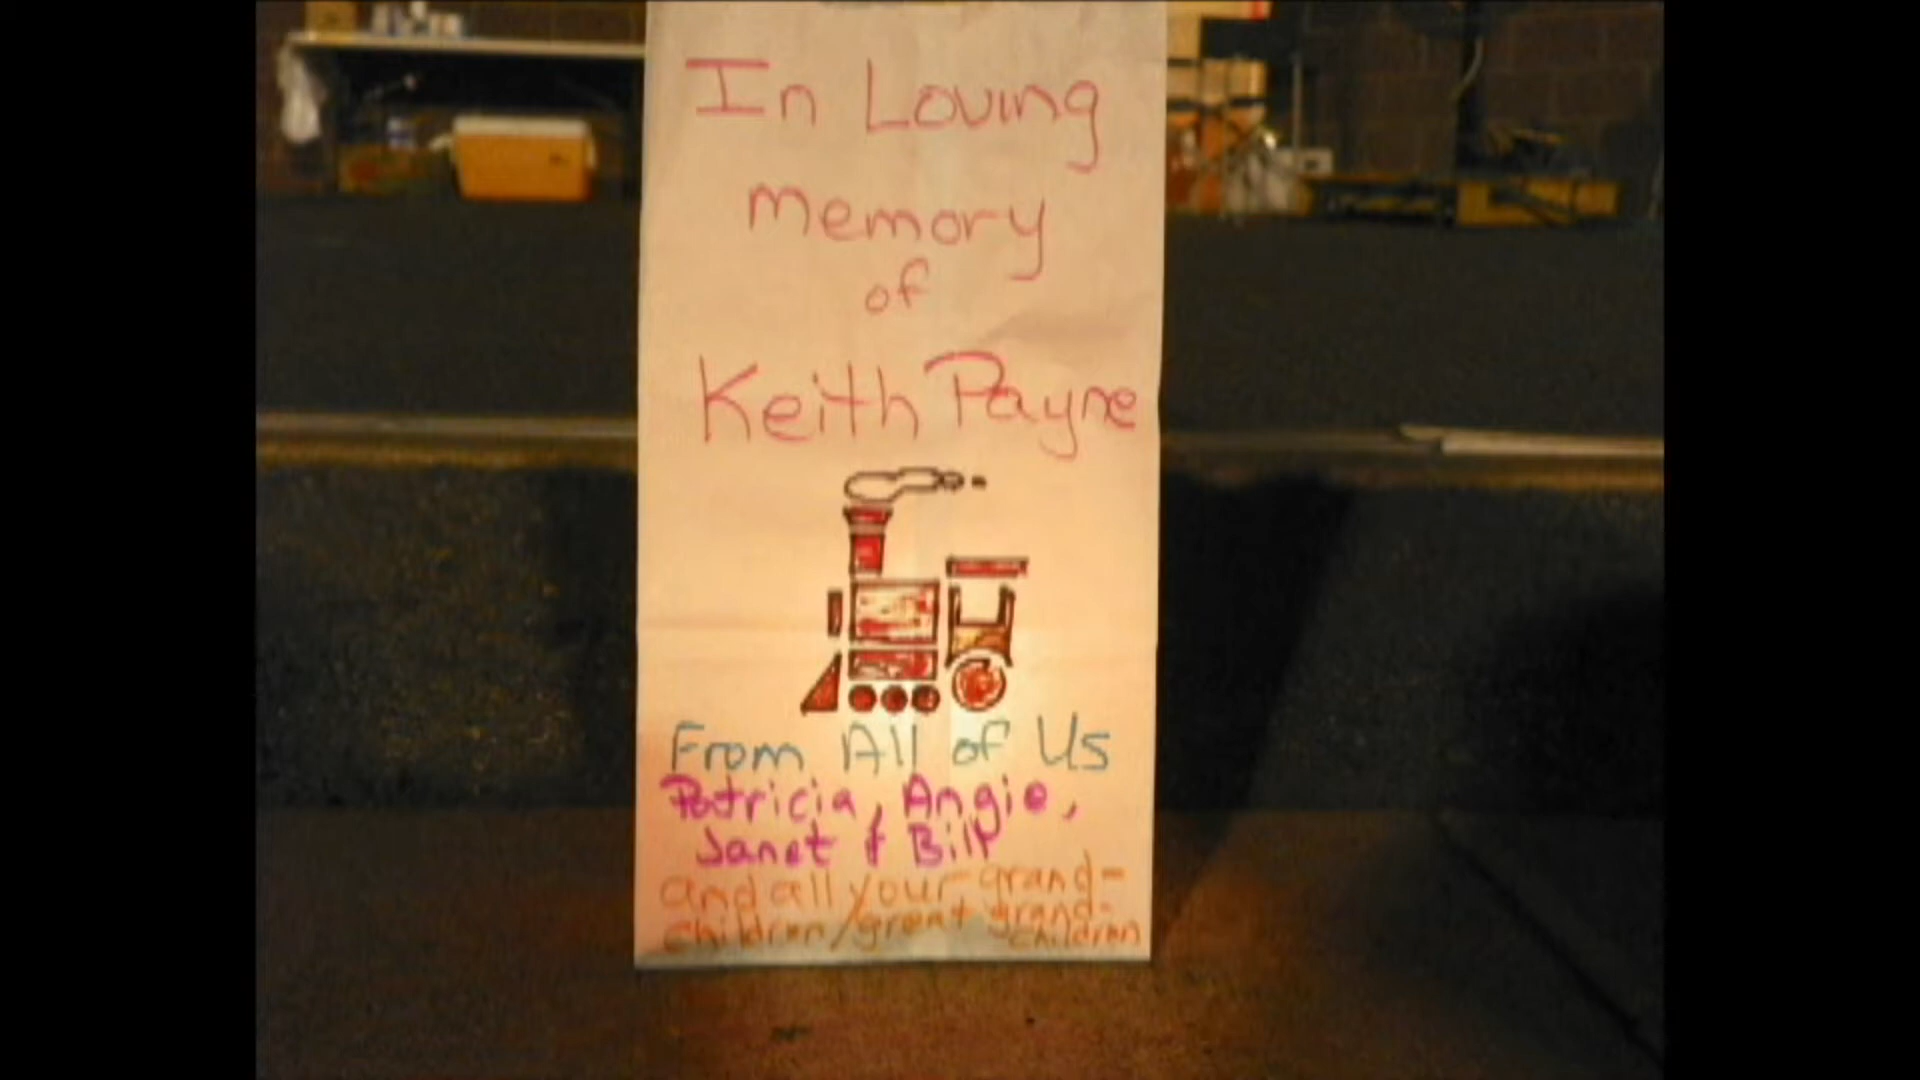 In Loving
Memory
of
Keith Payne
From All of Us
Patricia, Angie,
Janet & Bill
and all your grand-
children/great grand-
children